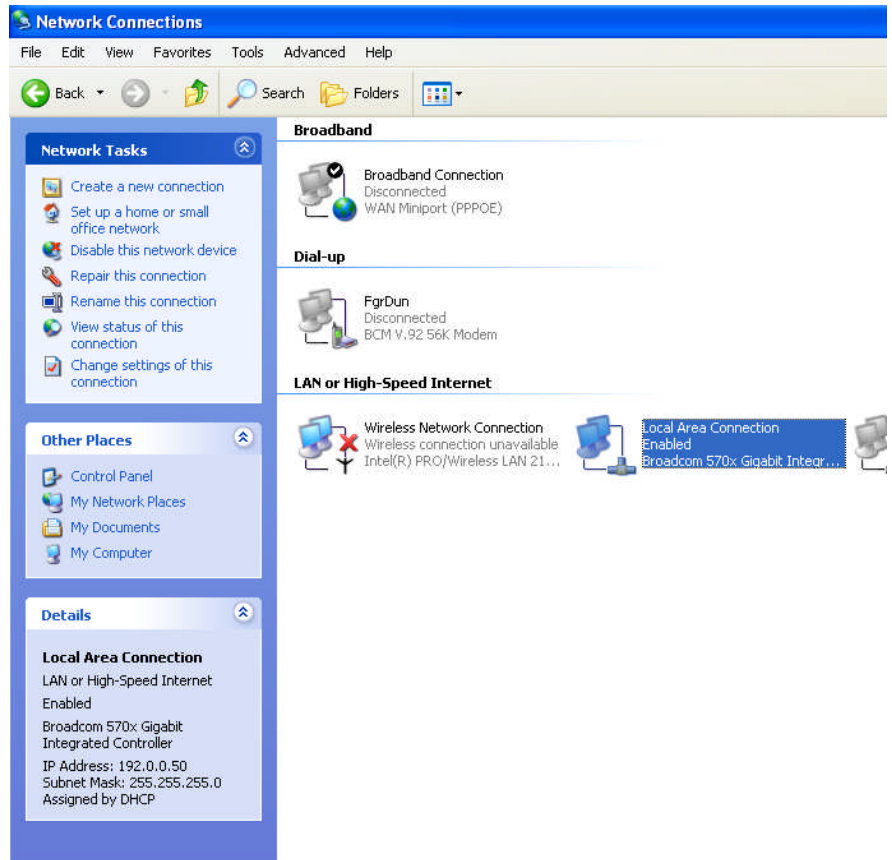 Network Connections
File Edit View Favorites Tools Advanced Help
Back Search Folders
Network Tasks
Create a new connection
Set up a home or small
office network
Disable this network device
Repair this connection
Rename this connection
View status of this
connection
Change settings of this
connection
Other Places
Control Panel
My Network Places
My Documents
My Computer
Details
Local Area Connection
LAN or High-Speed Internet
Enabled
Broadcom 570x Gigabit
Integrated Controller
IP Address: 192.0.0.50
Subnet Mask: 255.255.255.0
Assigned by DHCP
Broadband
Broadband Connection
Disconnected
WAN Miniport (PPPOE)
Dial-up
FgrDun
Disconnected
BCM V.92 56K Modem
LAN or High-Speed Internet
Wireless Network Connection
Wireless connection unavailable
Intel(R) PRO/Wireless LAN 21...
Local Area Connection
Enabled
Broadcom 570x Gigabit Integr...